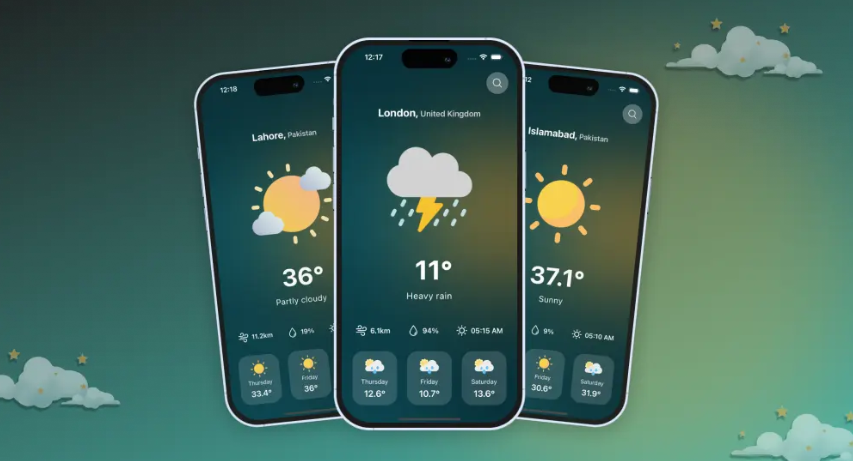 12:18
Lahore, Pakistan
36°
Partly cloudy
11.2km 19%
Thursday Friday
33.4° 36°
12:17
London, United Kingdom
11°
Heavy rain
6.1km 94% 05:15 AM
Thursday Friday Saturday
12.6° 10.7° 13.6°
12
Islamabad, Pakistan
37.1°
Sunny
9% 05:10 AM
Friday Saturday
30.6° 31.9°